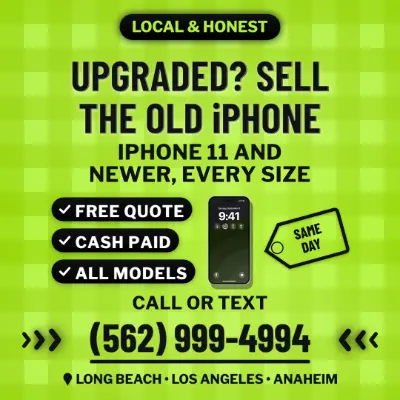 LOCAL & HONEST
UPGRADED? SELL
THE OLD iPHONE
IPHONE 11 AND
NEWER, EVERY SIZE
FREE QUOTE
CASH PAID
ALL MODELS
9:41
SAME
DAY
CALL OR TEXT
(562) 999-4994
LONG BEACH • LOS ANGELES • ANAHEIM